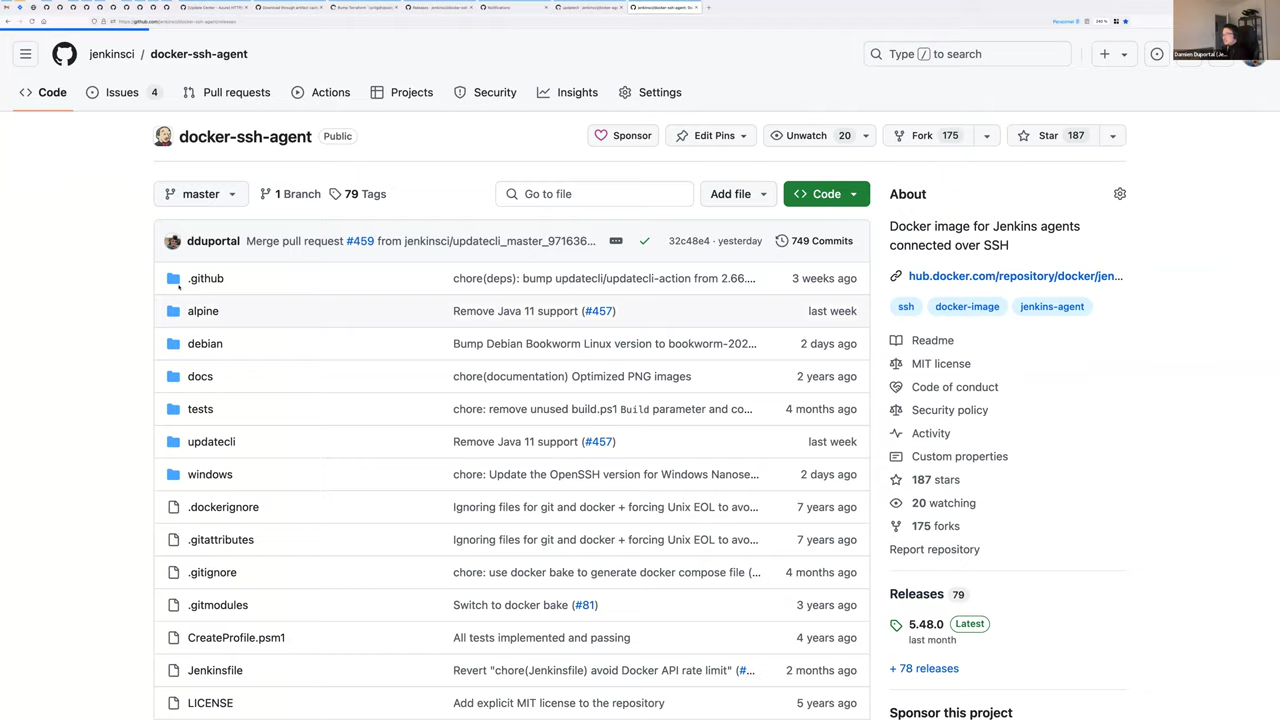 https://github.com/jenkinsci/docker-ssh-agent/releases
Personnel
240 %
Damien Duportal (Je...
jenkinsci / docker-ssh-agent
Type / to search
Code
Issues 4
Pull requests
Actions
Projects
Security
Insights
Settings
docker-ssh-agent Public
Sponsor
Edit Pins
Unwatch 20
Fork 175
Star 187
master
1 Branch
79 Tags
Go to file
Add file
Code
dduportal Merge pull request #459 from jenkinsci/updatecli_master_971636... 32c48e4 · yesterday 749 Commits
.github chore(deps): bump updatecli/updatecli-action from 2.66.... 3 weeks ago
alpine Remove Java 11 support (#457) last week
debian Bump Debian Bookworm Linux version to bookworm-202... 2 days ago
docs chore(documentation) Optimized PNG images 2 years ago
tests chore: remove unused build.ps1 Build parameter and co... 4 months ago
updatecli Remove Java 11 support (#457) last week
windows chore: Update the OpenSSH version for Windows Nanose... 2 days ago
.dockerignore Ignoring files for git and docker + forcing Unix EOL to avo... 7 years ago
.gitattributes Ignoring files for git and docker + forcing Unix EOL to avo... 7 years ago
.gitignore chore: use docker bake to generate docker compose file (... 4 months ago
.gitmodules Switch to docker bake (#81) 3 years ago
CreateProfile.psm1 All tests implemented and passing 4 years ago
Jenkinsfile Revert "chore(Jenkinsfile) avoid Docker API rate limit" (#... 2 months ago
LICENSE Add explicit MIT license to the repository 5 years ago
About
Docker image for Jenkins agents
connected over SSH
hub.docker.com/repository/docker/jen...
ssh docker-image jenkins-agent
Readme
MIT license
Code of conduct
Security policy
Activity
Custom properties
187 stars
20 watching
175 forks
Report repository
Releases 79
5.48.0 Latest
last month
+ 78 releases
Sponsor this project